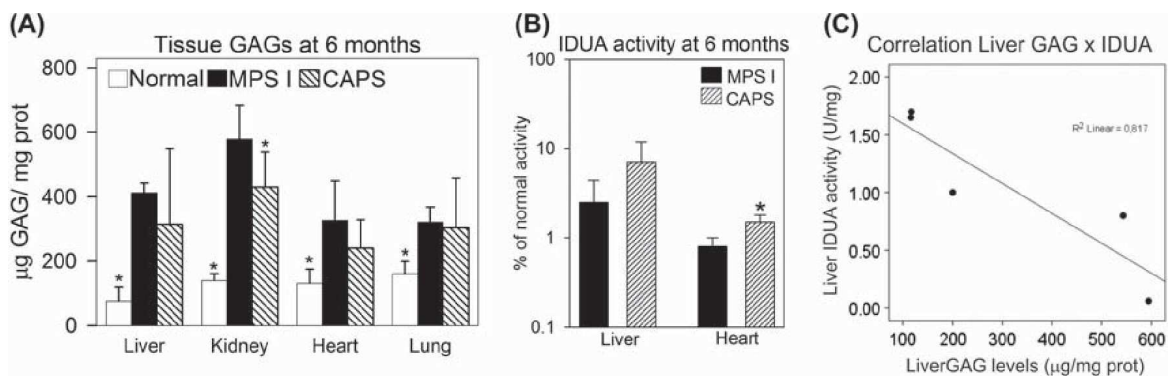 (A)
Tissue GAGs at 6 months
Normal MPS I CAPS
µg GAG/ mg prot
800
600
400
200
0
*
*
*
*
*
Liver Kidney Heart Lung
(B)
IDUA activity at 6 months
MPS I
CAPS
% of normal activity
100
10
1
0.1
*
Liver Heart
(C)
Correlation Liver GAG x IDUA
R² Linear = 0,817
Liver IDUA activity (U/mg)
2.00
1.50
1.00
0.50
0.00
100 200 300 400 500 600
LiverGAG levels (µg/mg prot)